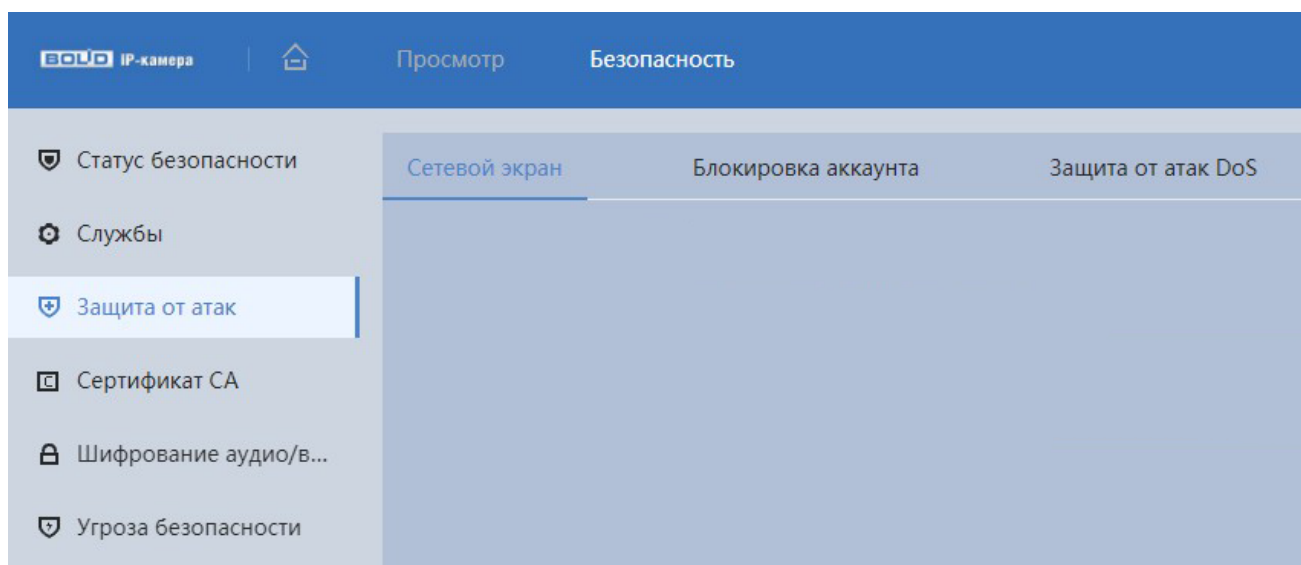 BOLID IP-камера
Просмотр
Безопасность
Статус безопасности
Службы
Защита от атак
Сертификат CA
Шифрование аудио/в...
Угроза безопасности
Сетевой экран
Блокировка аккаунта
Защита от атак DoS